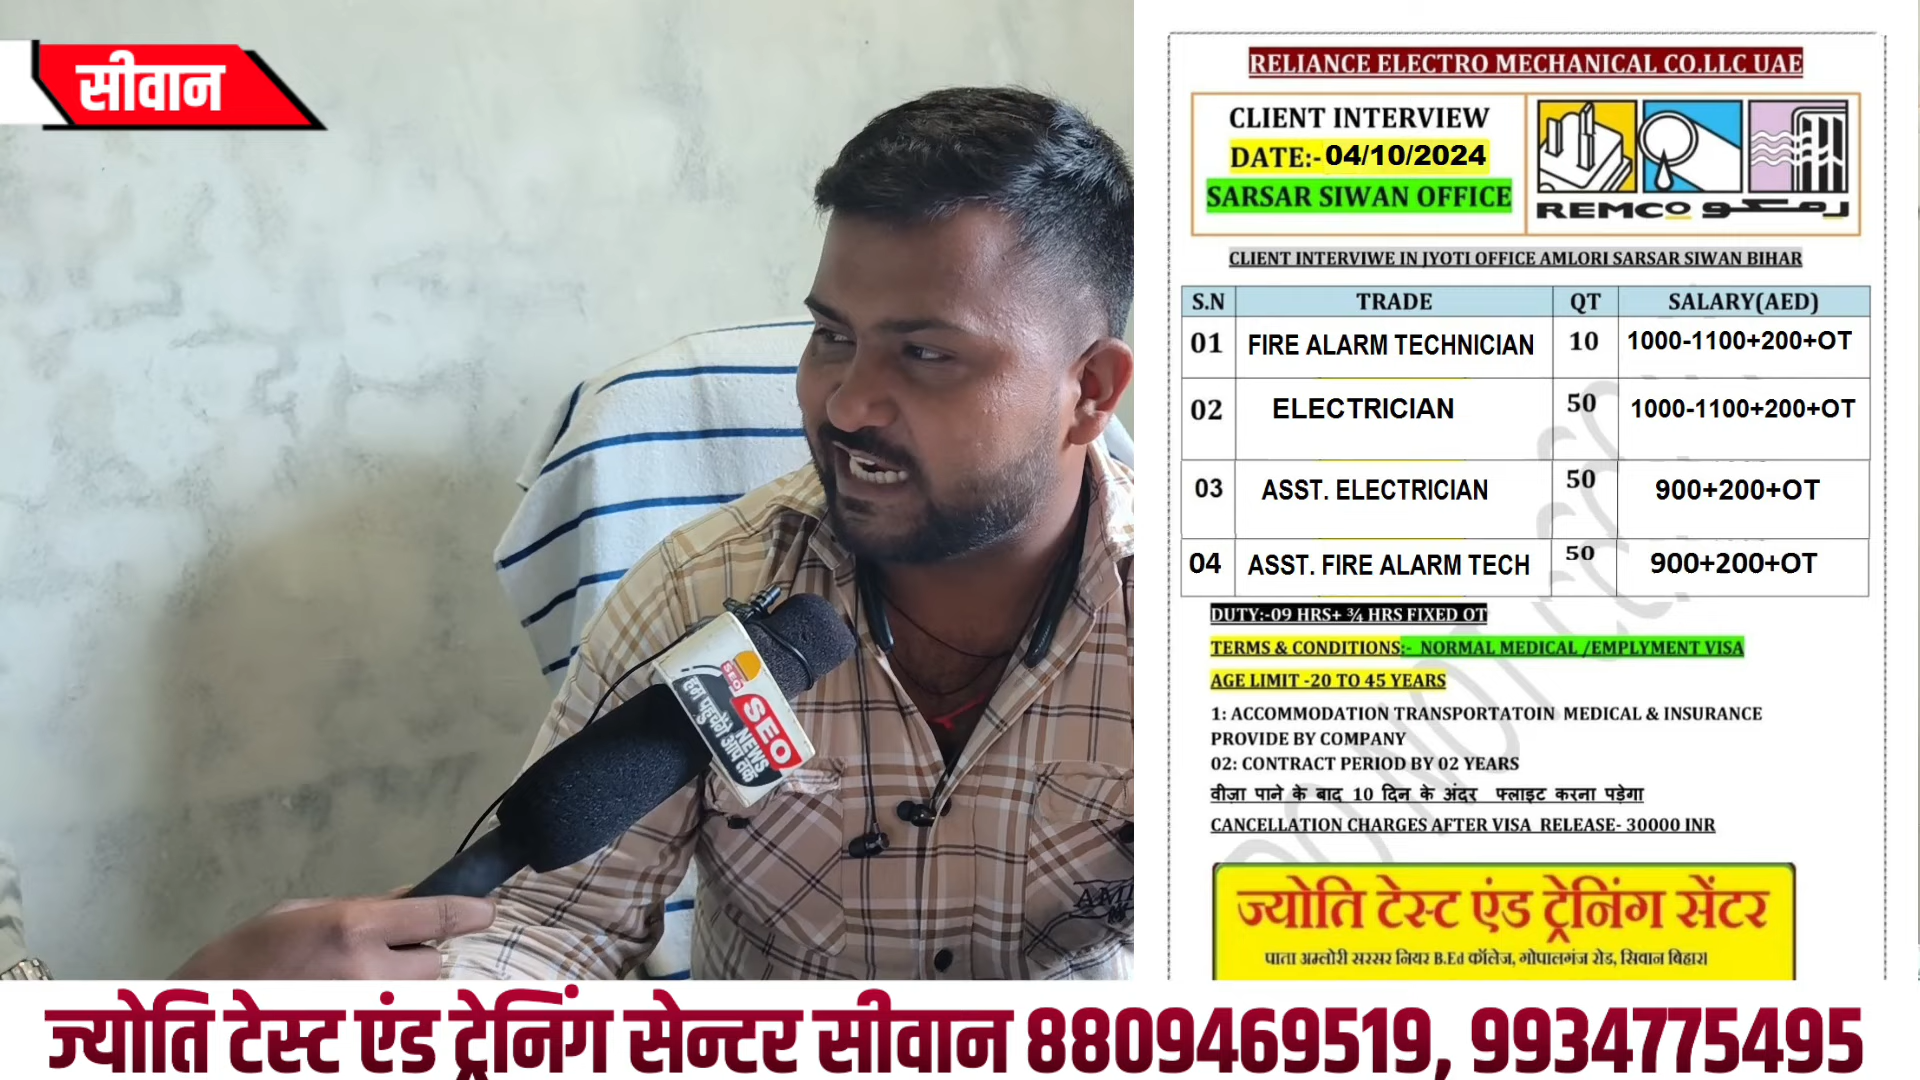 सीवान
SEO
SEO
NEWS
हम पहुचेंगे आप तक
RELIANCE ELECTRO MECHANICAL CO.LLC UAE
CLIENT INTERVIEW
DATE:-04/10/2024
SARSAR SIWAN OFFICE
REMCO رمكو
CLIENT INTERVIWE IN JYOTI OFFICE AMLORI SARSAR SIWAN BIHAR
S.N TRADE QT SALARY(AED)
01 FIRE ALARM TECHNICIAN 10 1000-1100+200+OT
02 ELECTRICIAN 50 1000-1100+200+OT
03 ASST. ELECTRICIAN 50 900+200+OT
04 ASST. FIRE ALARM TECH 50 900+200+OT
DUTY:-09 HRS+ ¾ HRS FIXED OT
TERMS & CONDITIONS:- NORMAL MEDICAL /EMPLYMENT VISA
AGE LIMIT -20 TO 45 YEARS
1: ACCOMMODATION TRANSPORTATOIN MEDICAL & INSURANCE
PROVIDE BY COMPANY
02: CONTRACT PERIOD BY 02 YEARS
वीज़ा पाने के बाद 10 दिन के अंदर फ्लाइट करना पड़ेगा
CANCELLATION CHARGES AFTER VISA RELEASE- 30000 INR
ज्योति टेस्ट एंड ट्रेनिंग सेंटर
पाता अम्लोरी सरसर नियर B.Ed कॉलेज, गोपालगंज रोड, सिवान बिहार।
ज्योति टेस्ट एंड ट्रेनिंग सेन्टर सीवान 8809469519, 9934775495